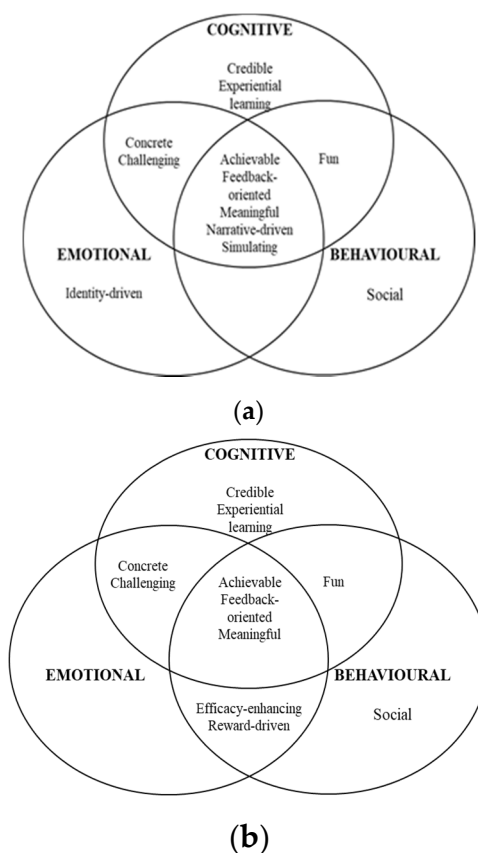 COGNITIVE
Credible
Experiential
learning
Concrete
Challenging
Achievable
Feedback-
oriented
Meaningful
Narrative-driven
Simulating
Fun
EMOTIONAL
BEHAVIOURAL
Identity-driven
Social
(a)
COGNITIVE
Credible
Experiential
learning
Concrete
Challenging
Achievable
Feedback-
oriented
Meaningful
Fun
EMOTIONAL
BEHAVIOURAL
Efficacy-enhancing
Reward-driven
Social
(b)